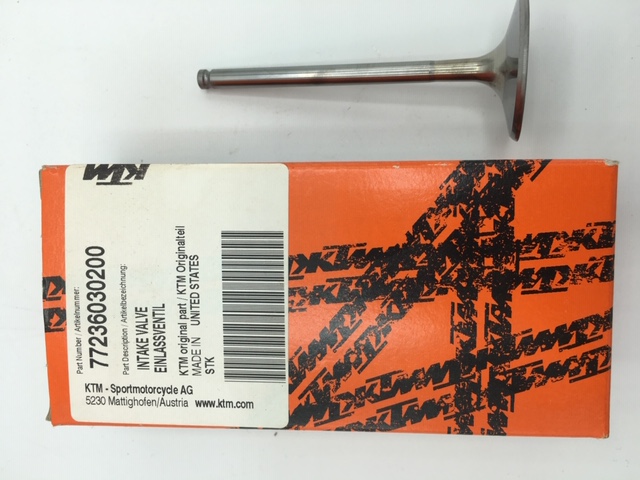 KTM
Part Number / Artikelnummer:
77236030200
Part Description / Artikelbezeichnung:
INTAKE VALVE
EINLASSVENTIL
KTM original part / KTM Originalteil
MADE IN UNITED STATES
STK
KTM - Sportmotorcycle AG
5230 Mattighofen/Austria www.ktm.com